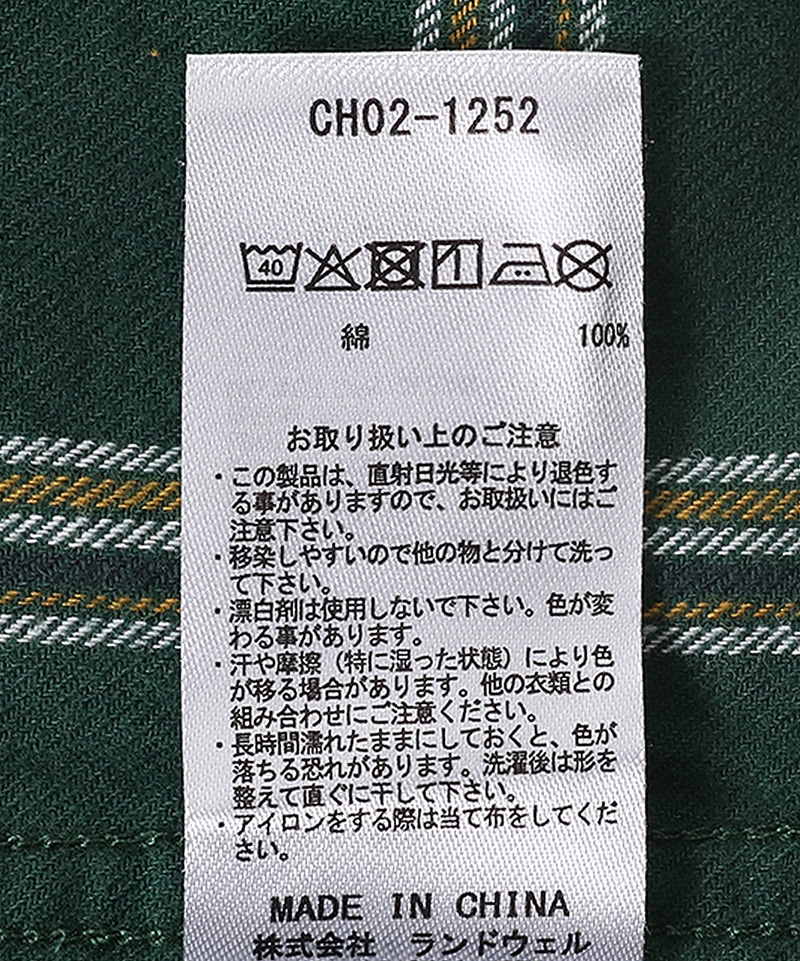 CH02-1252
40
綿 100%
お取り扱い上のご注意
・この製品は、直射日光等により退色す
る事がありますので、お取扱いにはご
注意下さい。
・移染しやすいので他の物と分けて洗っ
て下さい。
・漂白剤は使用しないで下さい。色が変
わる事があります。
・汗や摩擦（特に湿った状態）により色
が移る場合があります。他の衣類との
組み合わせにご注意ください。
・長時間濡れたままにしておくと、色が
落ちる恐れがあります。洗濯後は形を
整えて直ぐに干して下さい。
・アイロンをする際は当て布をしてくだ
さい。
MADE IN CHINA
株式会社 ランドウェル